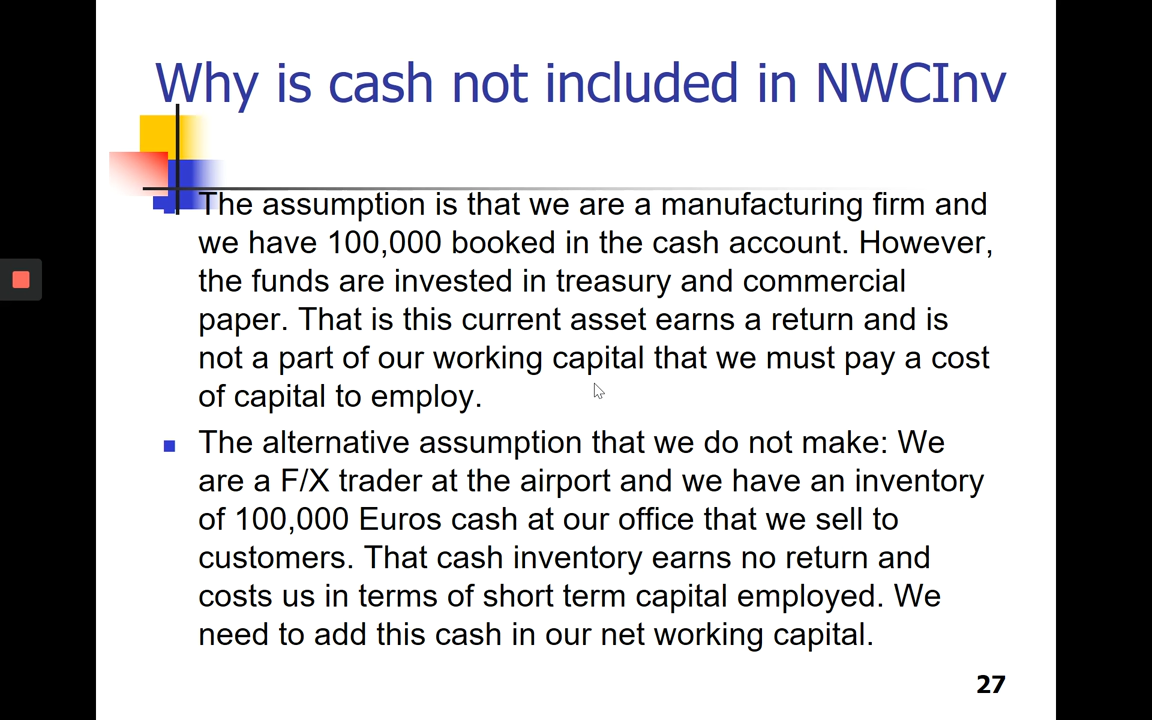 Why is cash not included in NWCInv
The assumption is that we are a manufacturing firm and
we have 100,000 booked in the cash account. However,
the funds are invested in treasury and commercial
paper. That is this current asset earns a return and is
not a part of our working capital that we must pay a cost
of capital to employ.
The alternative assumption that we do not make: We
are a F/X trader at the airport and we have an inventory
of 100,000 Euros cash at our office that we sell to
customers. That cash inventory earns no return and
costs us in terms of short term capital employed. We
need to add this cash in our net working capital.
27